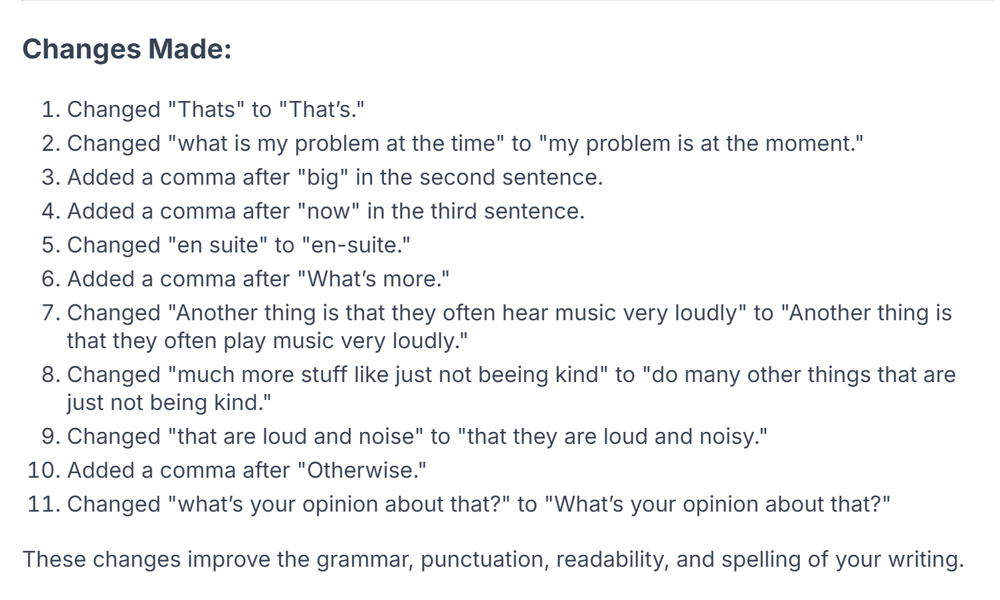 Changes Made:
1. Changed "Thats" to "That’s."
2. Changed "what is my problem at the time" to "my problem is at the moment."
3. Added a comma after "big" in the second sentence.
4. Added a comma after "now" in the third sentence.
5. Changed "en suite" to "en-suite."
6. Added a comma after "What’s more."
7. Changed "Another thing is that they often hear music very loudly" to "Another thing is
that they often play music very loudly."
8. Changed "much more stuff like just not beeing kind" to "do many other things that are
just not being kind."
9. Changed "that are loud and noise" to "that they are loud and noisy."
10. Added a comma after "Otherwise."
11. Changed "what’s your opinion about that?" to "What’s your opinion about that?"
These changes improve the grammar, punctuation, readability, and spelling of your writing.